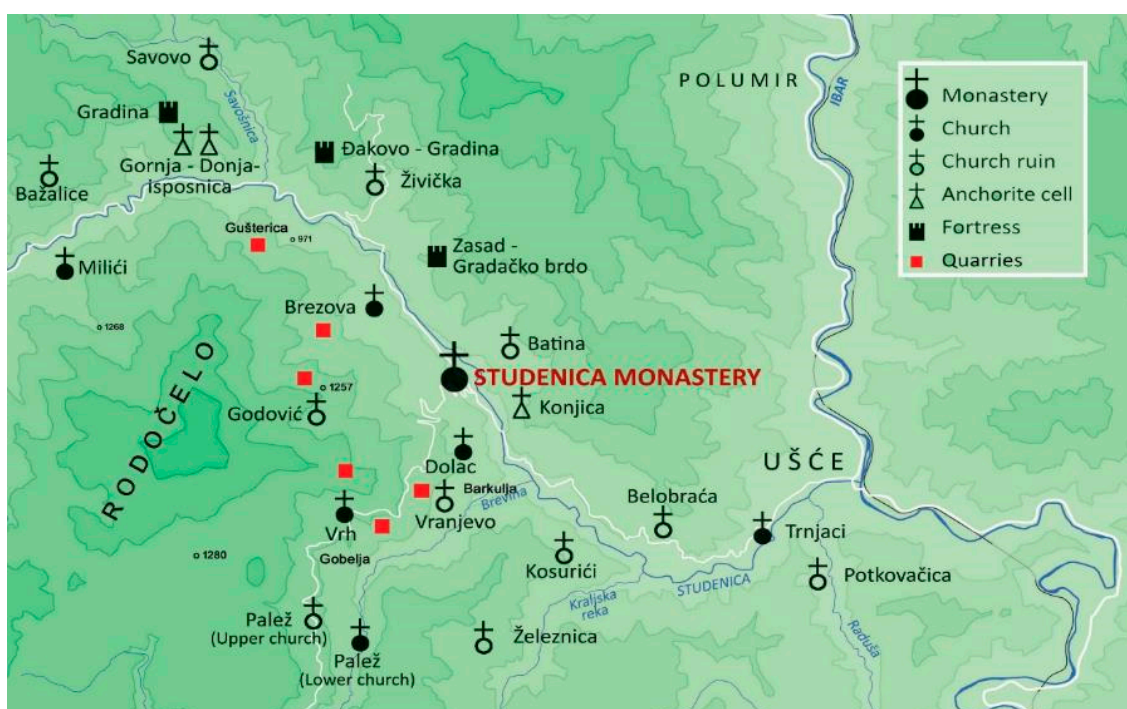 Savovo
Savošnica
POLUMIR
IBAR
Monastery
Church
Church ruin
Anchorite cell
Fortress
Quarries
Gradina
Gornja - Donja-
Isposnica
Đakovo - Gradina
Živička
Bažalice
Gušterica
971
Zasad -
Gradačko brdo
Milići
Brezova
1268
Batina
STUDENICA MONASTERY
RODOČELO
1257
Godović
Konjica
Dolac
UŠĆE
Barkulja
Brevina
Vranjevo
Belobraća
Vrh
Gobelja
Trnjaci
1280
Kosurići
STUDENICA
Potkovačica
Kraljska
reka
Palež
(Upper church)
Železnica
Raduša
Palež
(Lower church)